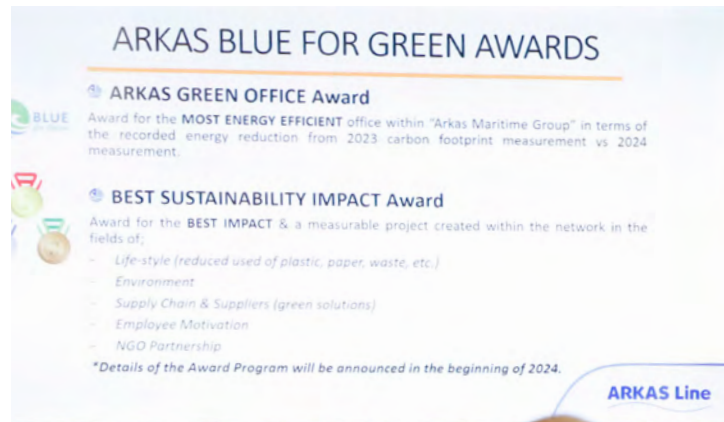 ARKAS BLUE FOR GREEN AWARDS
ARKAS GREEN OFFICE Award
BLUE
Award for the MOST ENERGY EFFICIENT office within "Arkas Maritime Group" in terms of
the recorded energy reduction from 2023 carbon footprint measurement vs 2024
measurement.
BEST SUSTAINABILITY IMPACT Award
Award for the BEST IMPACT & a measurable project created within the network in the
fields of;
- Life-style (reduced used of plastic, paper, waste, etc.)
- Environment
- Supply Chain & Suppliers (green solutions)
- Employee Motivation
- NGO Partnership
*Details of the Award Program will be announced in the beginning of 2024.
ARKAS Line